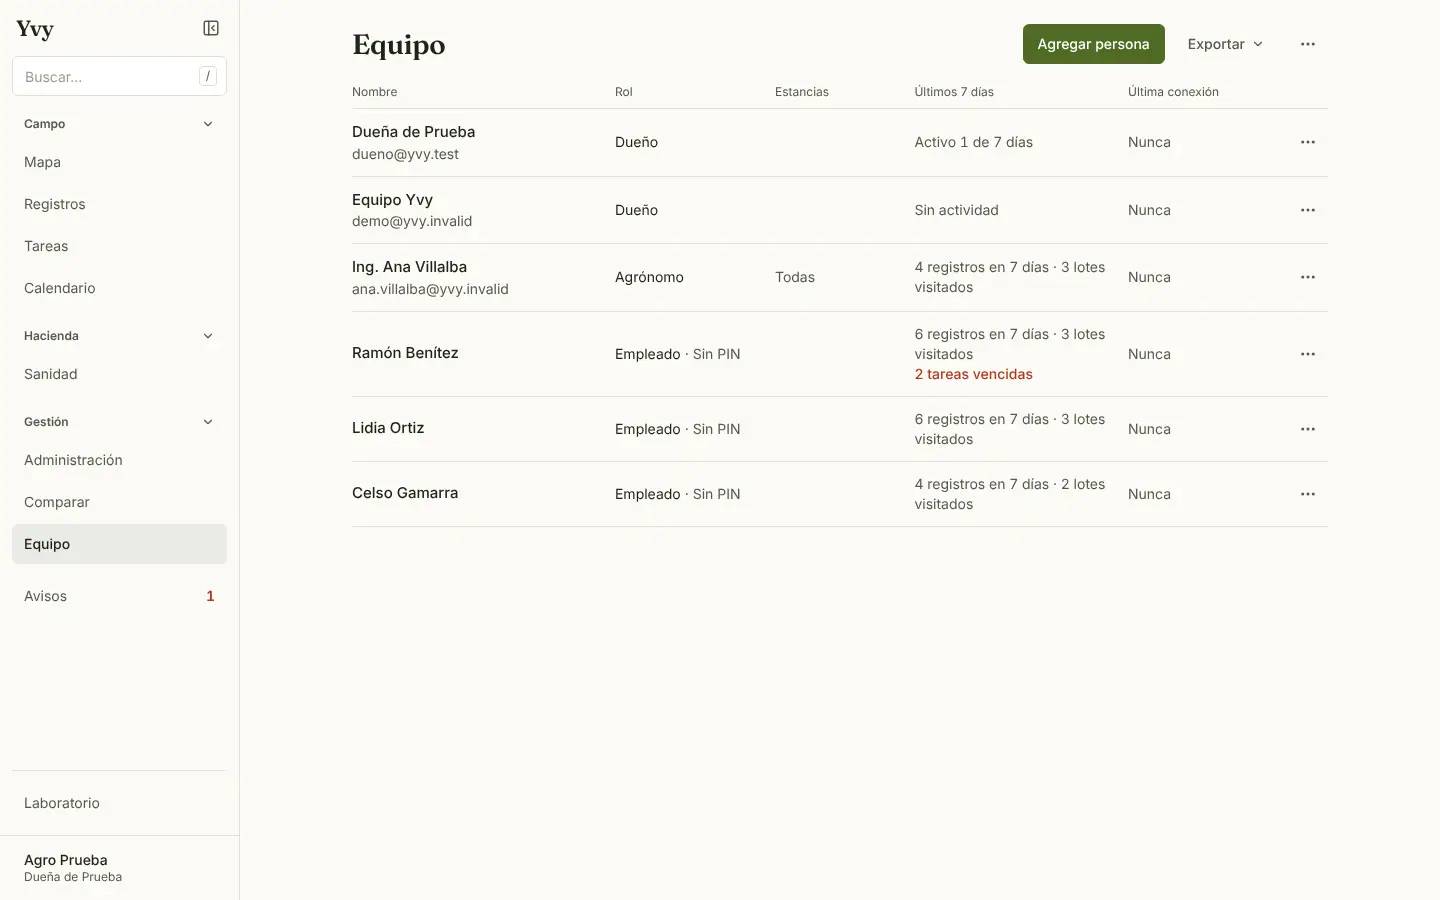 Yvy
Buscar...
/
Campo
Mapa
Registros
Tareas
Calendario
Hacienda
Sanidad
Gestión
Administración
Comparar
Equipo
Avisos 1
Laboratorio
Agro Prueba
Dueña de Prueba
Equipo
Agregar persona
Exportar
Nombre Rol Estancias Últimos 7 días Última conexión
Dueña de Prueba
dueno@yvy.test
Dueño Activo 1 de 7 días Nunca
Equipo Yvy
demo@yvy.invalid
Dueño Sin actividad Nunca
Ing. Ana Villalba
ana.villalba@yvy.invalid
Agrónomo Todas
4 registros en 7 días · 3 lotes
visitados
Nunca
Ramón Benítez
Empleado · Sin PIN
6 registros en 7 días · 3 lotes
visitados
2 tareas vencidas
Nunca
Lidia Ortiz
Empleado · Sin PIN
6 registros en 7 días · 3 lotes
visitados
Nunca
Celso Gamarra
Empleado · Sin PIN
4 registros en 7 días · 2 lotes
visitados
Nunca